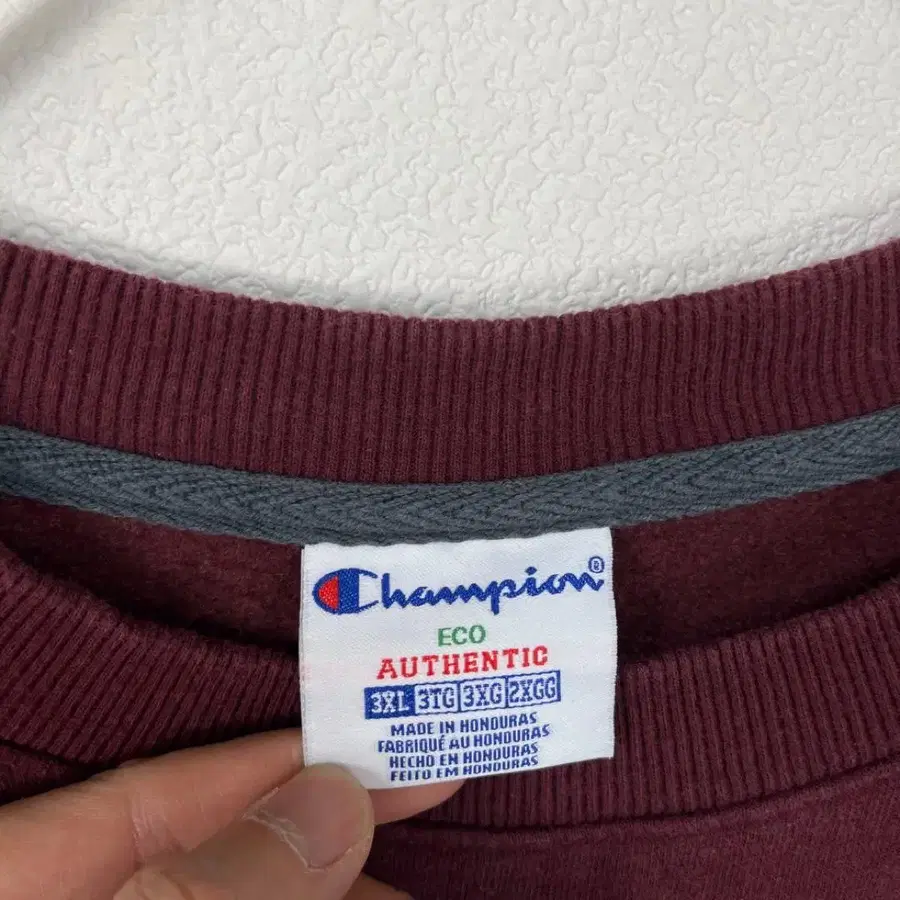 Champion®
ECO
AUTHENTIC
3XL 3TG 3XG 2XGG
MADE IN HONDURAS
FABRIQUÉ AU HONDURAS
HECHO EN HONDURAS
FEITO EM HONDURAS